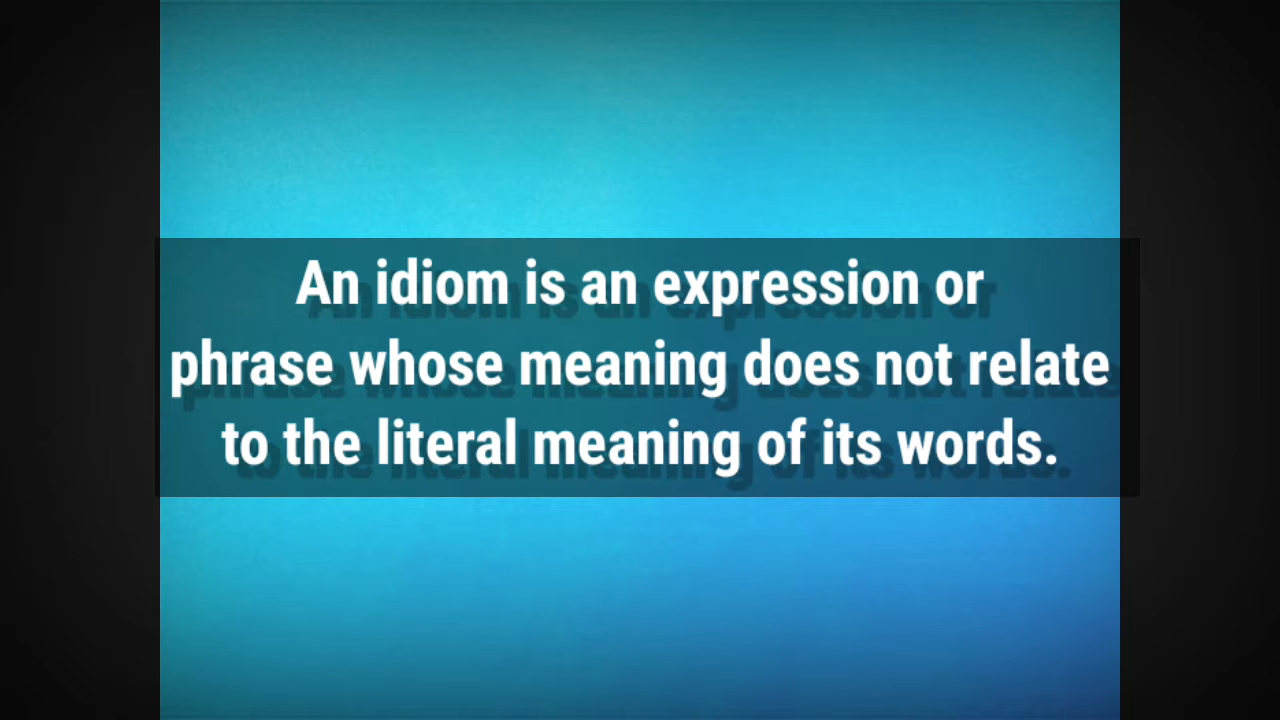 An idiom is an expression or
phrase whose meaning does not relate
to the literal meaning of its words.